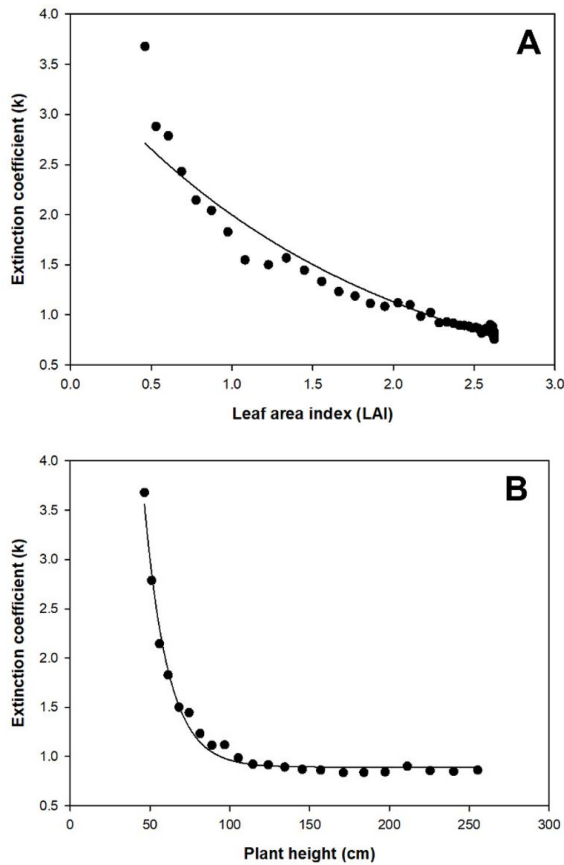 A
Extinction coefficient (k)
4.0
3.5
3.0
2.5
2.0
1.5
1.0
0.5
0.0 0.5 1.0 1.5 2.0 2.5 3.0
Leaf area index (LAI)
B
Extinction coefficient (k)
4.0
3.5
3.0
2.5
2.0
1.5
1.0
0.5
0 50 100 150 200 250 300
Plant height (cm)